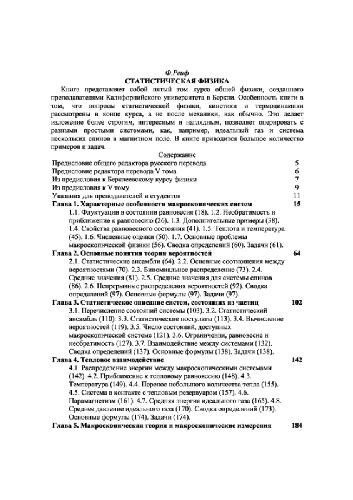 Ф.Рейф
СТАТИСТИЧЕСКАЯ ФИЗИКА
Книга представляет собой пятый том курса общей физики, созданного
преподавателями Калифорнийского университета в Беркли. Особенность книги в
том, что вопросы статистической физики, кинетики и термодинамики
рассмотрены в конце курса, а не после механики, как обычно. Это делает
изложение более строгим, интересным и наглядным, позволяет оперировать с
разными простыми системами, как, например, идеальный газ и система
нескольких спинов в магнитном поле. В книге приводится большое количество
примеров и задач.
Содержание
Предисловие общего редактора русского перевода 5
Предисловие редактора перевода V тома 6
Из предисловия к Берклеевскому курсу физики 7
Из предисловия к V тому 9
Указания для преподавателей и студентов 11
Глава 1. Характерные особенности макроскопических систем 15
1.1. Флуктуации в состоянии равновесия (18). 1.2. Необратимость и
приближение к равновесию (26). 1.3. Дополнительные примеры (38).
1.4. Свойства равновесного состояния (41). 1.5. Теплота и температура
(45). 1.6. Численные оценки (50). 1.7. Основные проблемы
макроскопической физики (56). Сводка определений (60). Задачи (61).
Глава 2. Основные понятия теории вероятностей 64
2.1. Статистические ансамбли (64). 2.2. Основные соотношения между
вероятностями (70). 2.3. Биномиальное распределение (73). 2.4.
Средние значения (81). 2.5. Средние значения для системы спинов
(86). 2.6. Непрерывные распределения вероятностей (92). Сводка
определений (97). Основные формулы (97). Задачи (97).
Глава 3. Статистическое описание систем, состоящих из частиц 102
3.1. Перечисление состояний системы (103). 3.2. Статистический
ансамбль (110). 3.3. Статистические постулаты (113). 3.4. Вычисление
вероятностей (119). 3.5. Число состояний, доступных
макроскопической системе (121). 3.6. Ограничения, равновесие и
необратимость (127). 3.7. Взаимодействие между системами (132).
Сводка определений (137). Основные формулы (138). Задачи (138).
Глава 4. Тепловое взаимодействие 142
4.1. Распределение энергии между макроскопическими системами
(142). 4.2. Приближение к тепловому равновесию (148). 4.3.
Температура (149). 4.4. Перенос небольшого количества тепла (155).
4.5. Система в контакте с тепловым резервуаром (157). 4.6.
Парамагнетизм (161). 4.7. Средняя энергия идеального газа (165). 4.8.
Среднее давление идеального газа (170). Сводка определений (173).
Основные формулы (174). Задачи (174).
Глава 5. Макроскопическая теория и макроскопические измерения 184